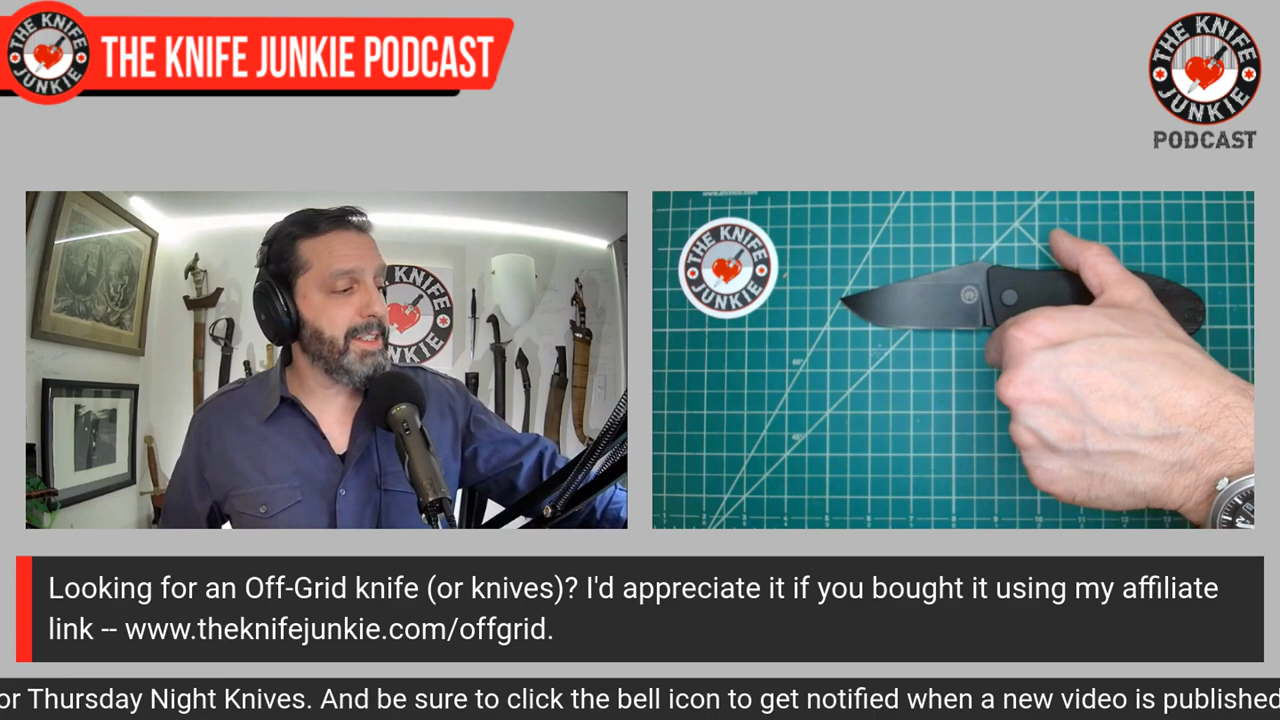 THE KNIFE JUNKIE
THE KNIFE JUNKIE PODCAST
THE KNIFE JUNKIE
PODCAST
KNIFE
THE KNIFE JUNKIE
Looking for an Off-Grid knife (or knives)? I'd appreciate it if you bought it using my affiliate
link -- www.theknifejunkie.com/offgrid.
or Thursday Night Knives. And be sure to click the bell icon to get notified when a new video is published